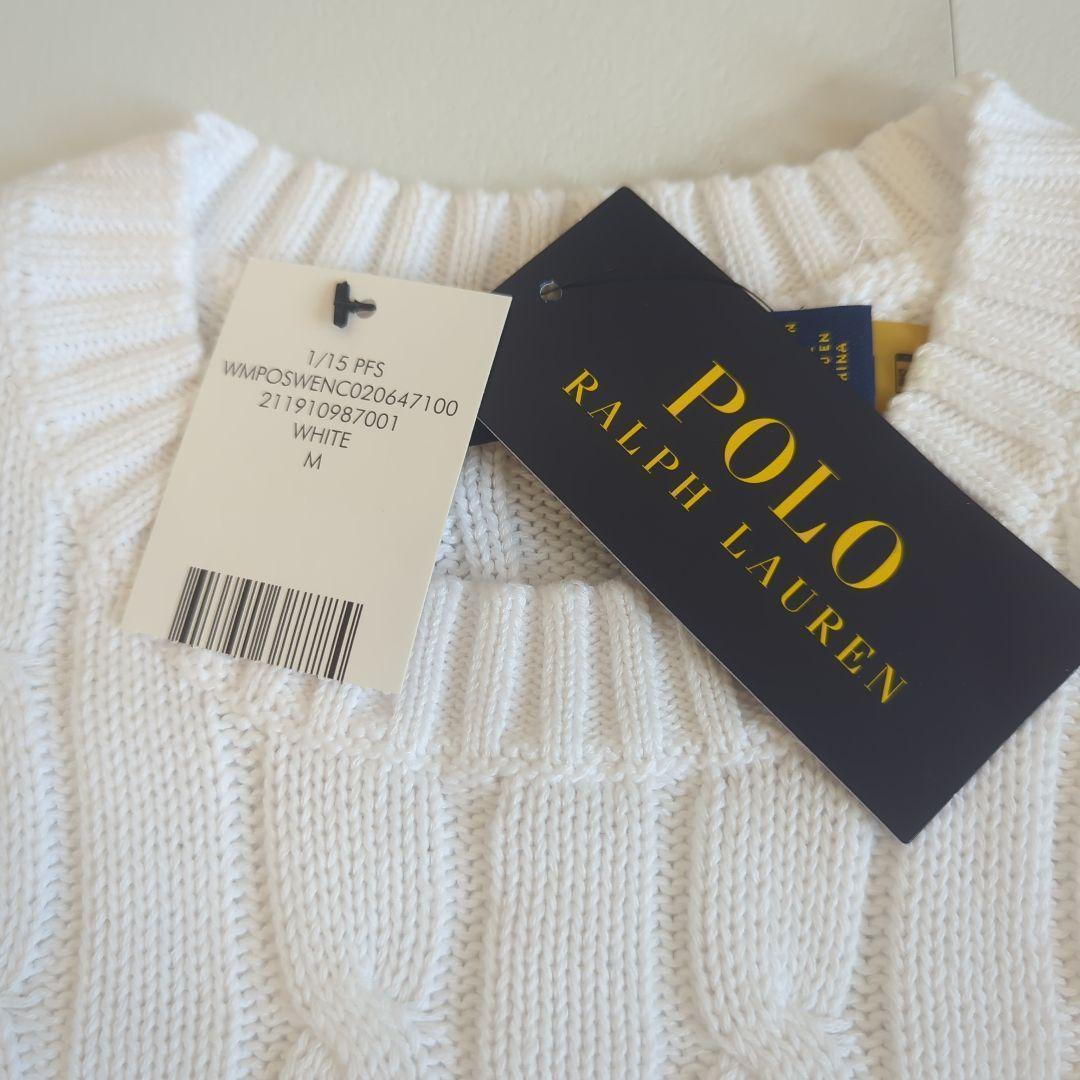 1/15 PFS
WMPOSWENC020647100
211910987001
WHITE
M
POLO
RALPH LAUREN